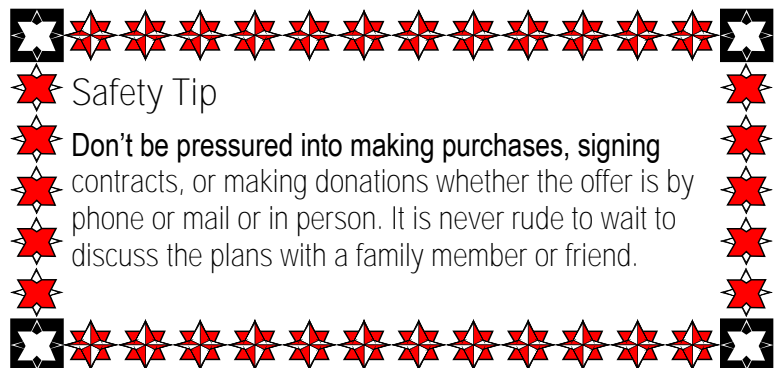 Safety Tip
Don’t be pressured into making purchases, signing
contracts, or making donations whether the offer is by
phone or mail or in person. It is never rude to wait to
discuss the plans with a family member or friend.